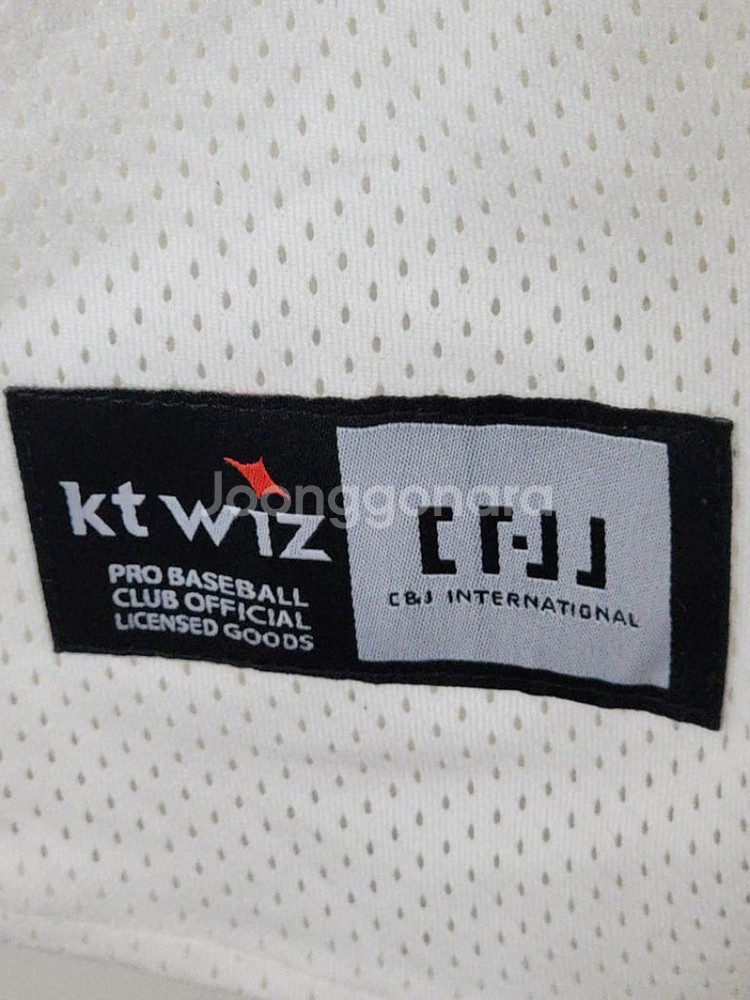 kt wiz
PRO BASEBALL
CLUB OFFICIAL
LICENSED GOODS
C&J INTERNATIONAL
Joonggonara